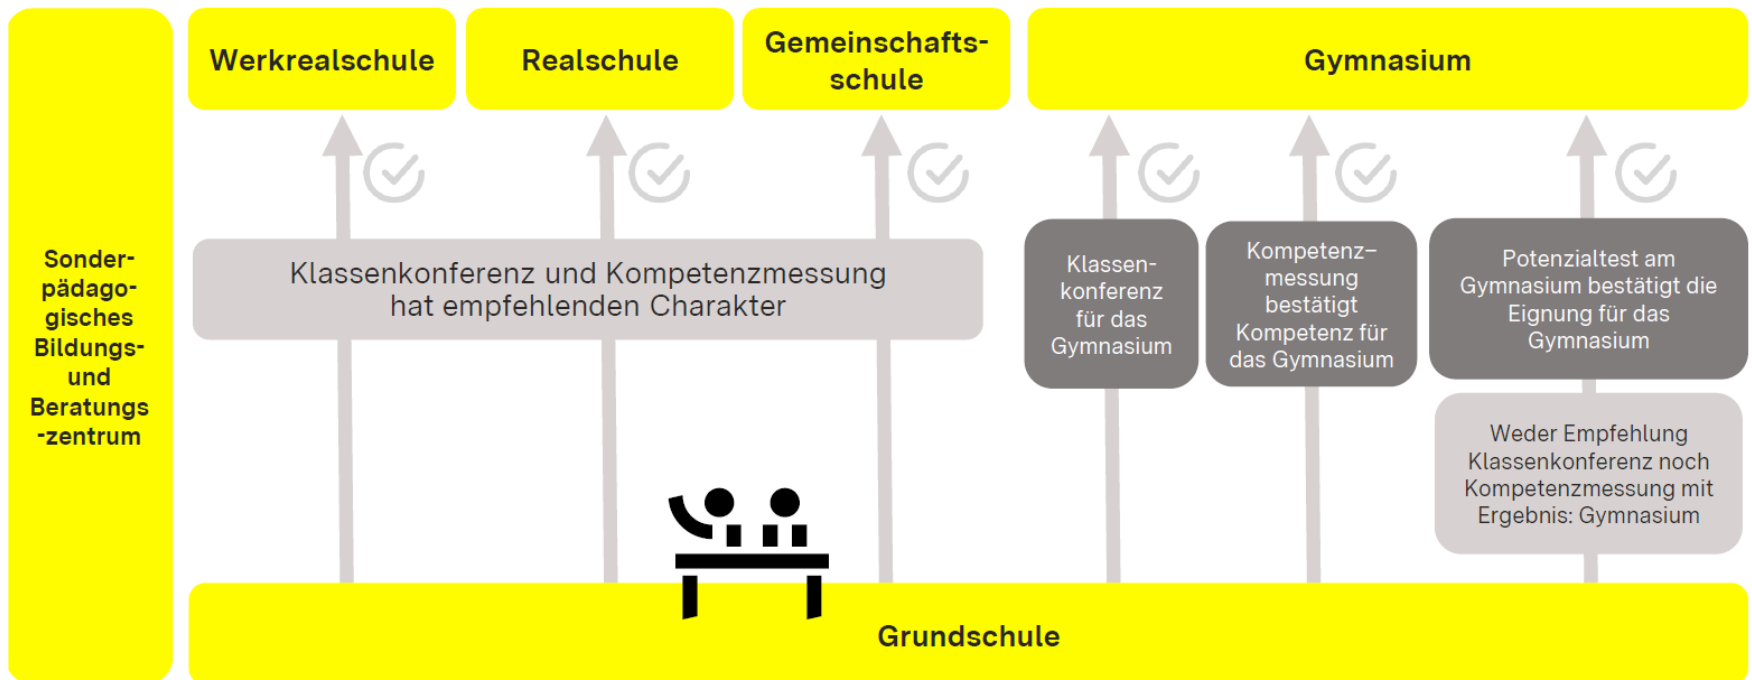 Werkrealschule
Realschule
Gemeinschafts-
schule
Gymnasium
Sonder-
pädago-
gisches
Bildungs-
und
Beratungs
-zentrum
Klassenkonferenz und Kompetenzmessung
hat empfehlenden Charakter
Klassen-
konferenz
für das
Gymnasium
Kompetenz–
messung
bestätigt
Kompetenz für
das Gymnasium
Potenzialtest am
Gymnasium bestätigt die
Eignung für das
Gymnasium
Weder Empfehlung
Klassenkonferenz noch
Kompetenzmessung mit
Ergebnis: Gymnasium
Grundschule